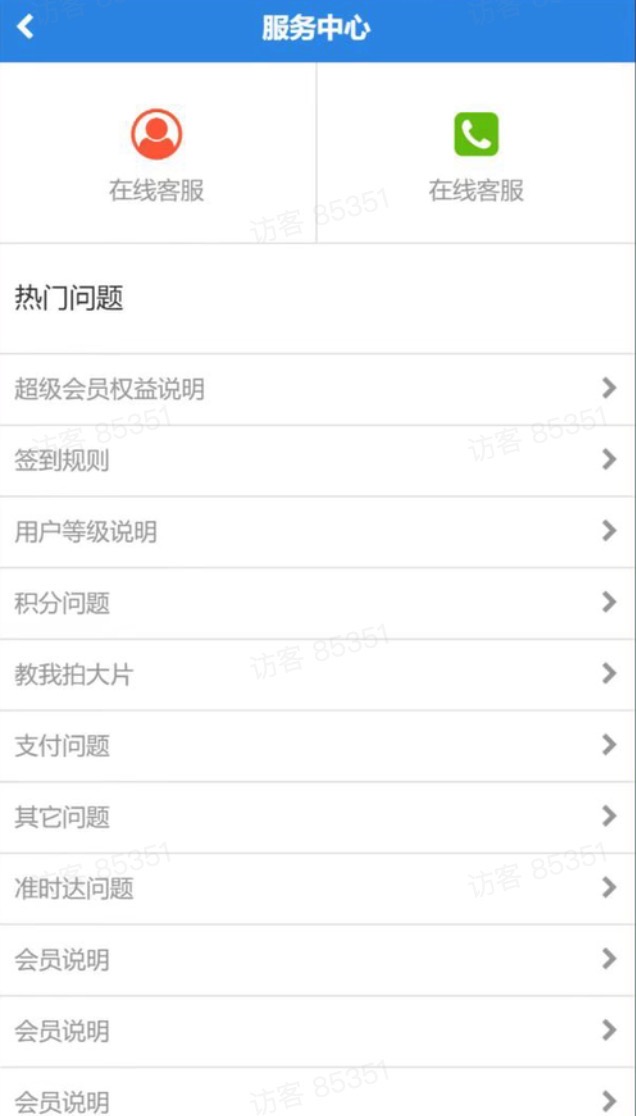 服务中心
在线客服
在线客服
热门问题
超级会员权益说明
签到规则
用户等级说明
积分问题
教我拍大片
支付问题
其它问题
准时达问题
会员说明
会员说明
会员说明
访客 85351
访客 85351
访客 85351
访客 85351
访客 85351
访客 85351
访客 85351